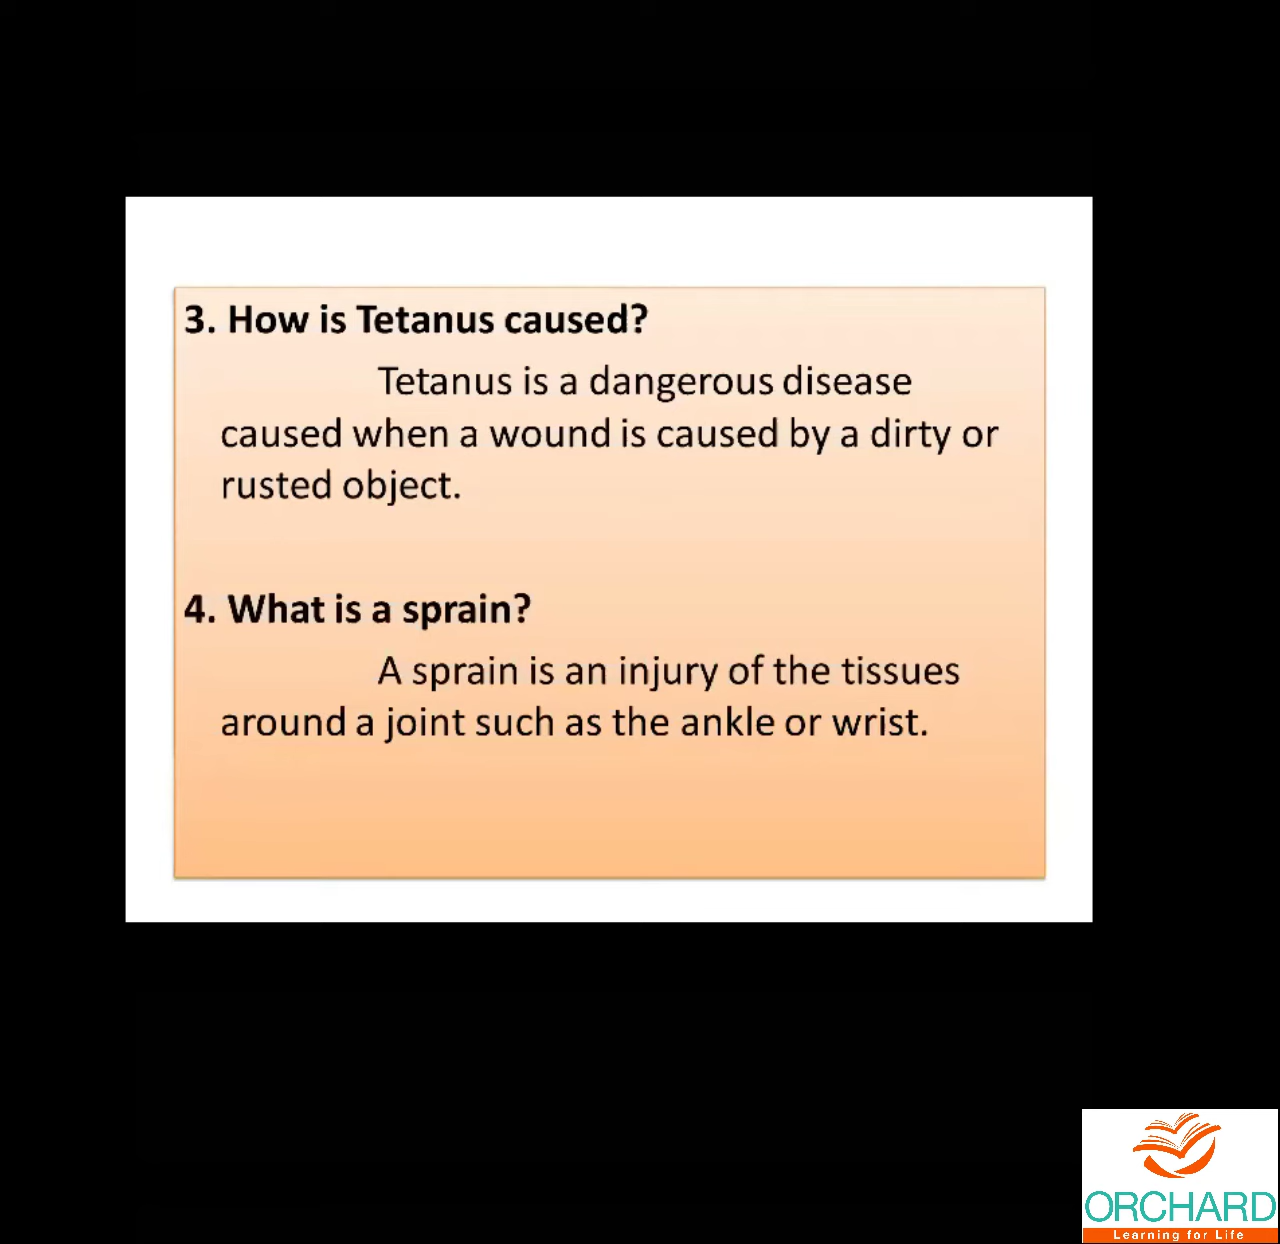 3. How is Tetanus caused?
Tetanus is a dangerous disease
caused when a wound is caused by a dirty or
rusted object.
4. What is a sprain?
A sprain is an injury of the tissues
around a joint such as the ankle or wrist.
ORCHARD
Learning for Life